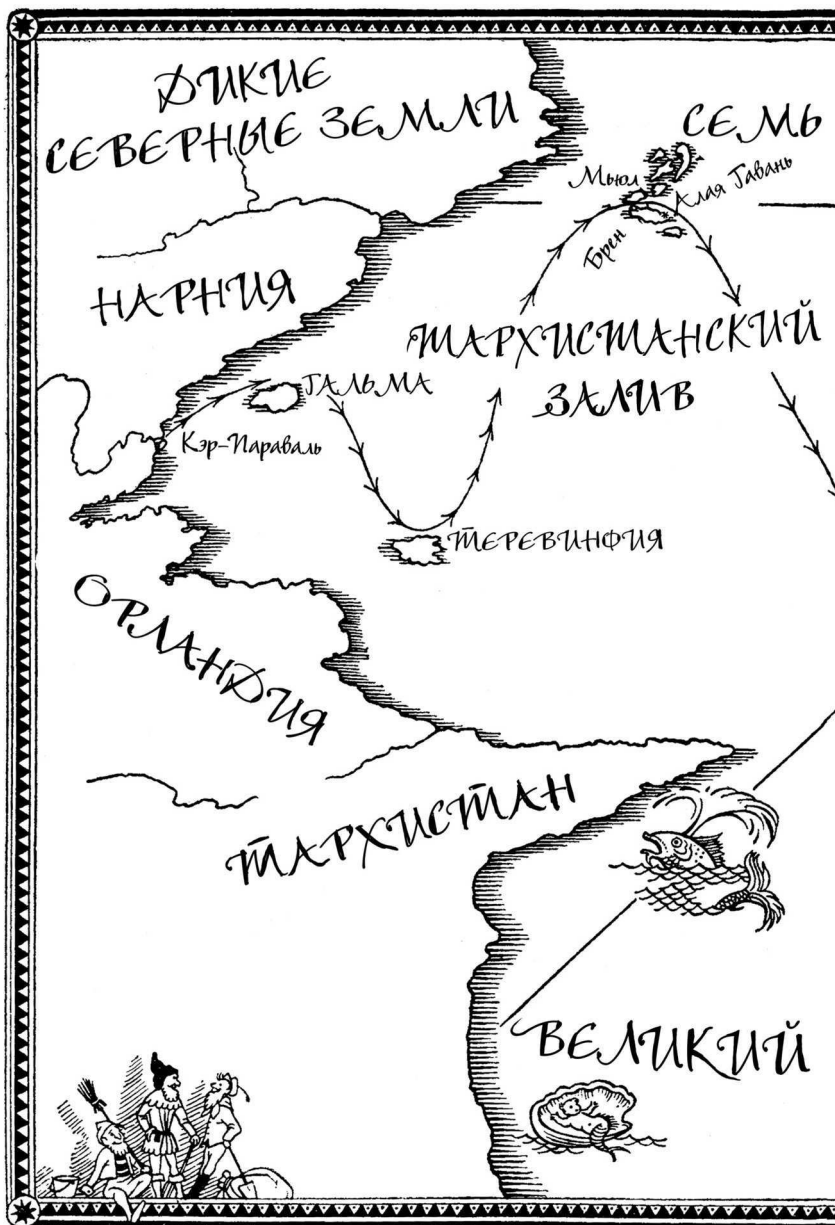 ДИКИЕ
СЕВЕРНЫЕ ЗЕМЛИ
СЕМЬ
Мьюл
Алая Гавань
Брен
НАРНИЯ
ТАРХИСТАНСКИЙ
ЗАЛИВ
ГАЛЬМА
Кэр-Параваль
ТЕРЕВИНФИЯ
ОРЛАНДИЯ
ТАРХИСТАН
ВЕЛИКИЙ